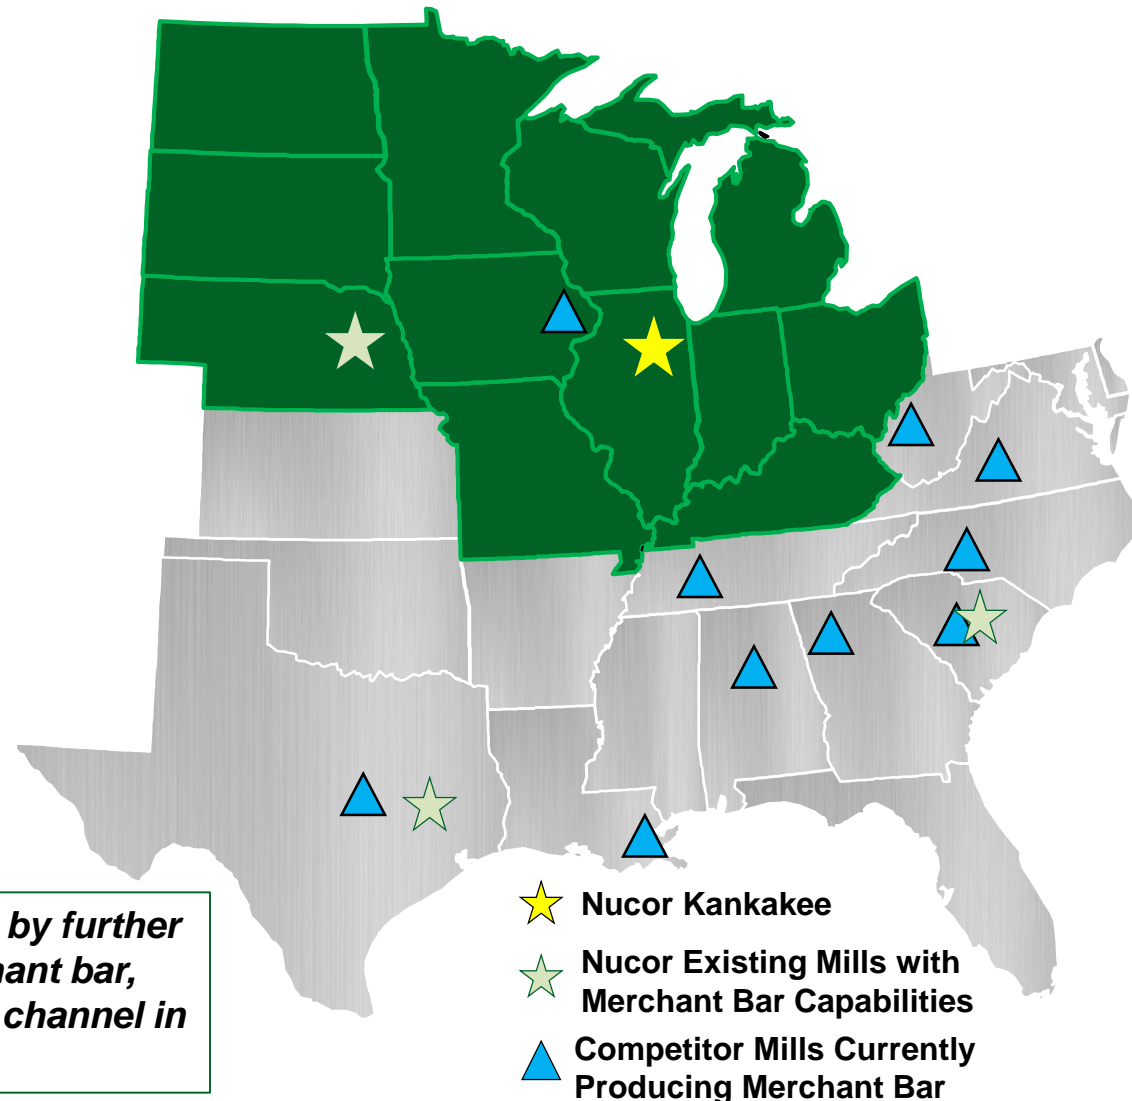 by further
nant bar,
channel in
Nucor Kankakee
Nucor Existing Mills with
Merchant Bar Capabilities
Competitor Mills Currently
Producing Merchant Bar